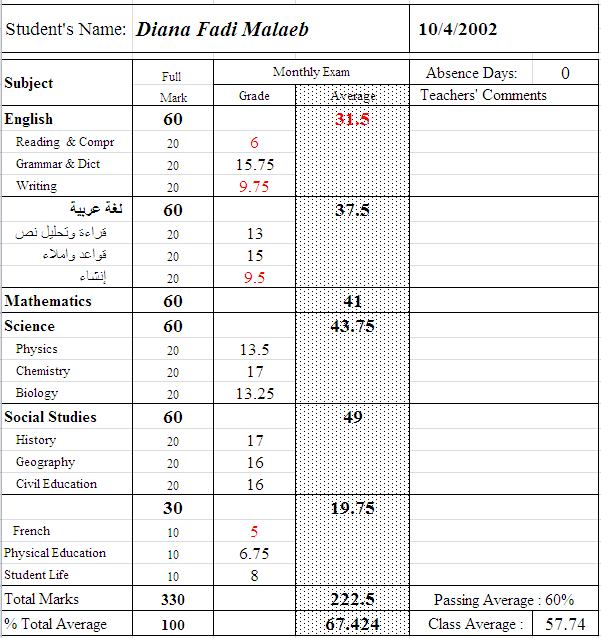 Student's Name: Diana Fadi Malaeb 10/4/2002
Subject Full Mark Monthly Exam Absence Days: 0
Grade Average Teachers' Comments
English 60 31.5
Reading & Compr 20 6
Grammar & Dict 20 15.75
Writing 20 9.75
لغة عربية 60 37.5
قراءة وتحليل نص 20 13
قواعد واملاء 20 15
إنشاء 20 9.5
Mathematics 60 41
Science 60 43.75
Physics 20 13.5
Chemistry 20 17
Biology 20 13.25
Social Studies 60 49
History 20 17
Geography 20 16
Civil Education 20 16
30 19.75
French 10 5
Physical Education 10 6.75
Student Life 10 8
Total Marks 330 222.5 Passing Average : 60%
% Total Average 100 67.424 Class Average : 57.74